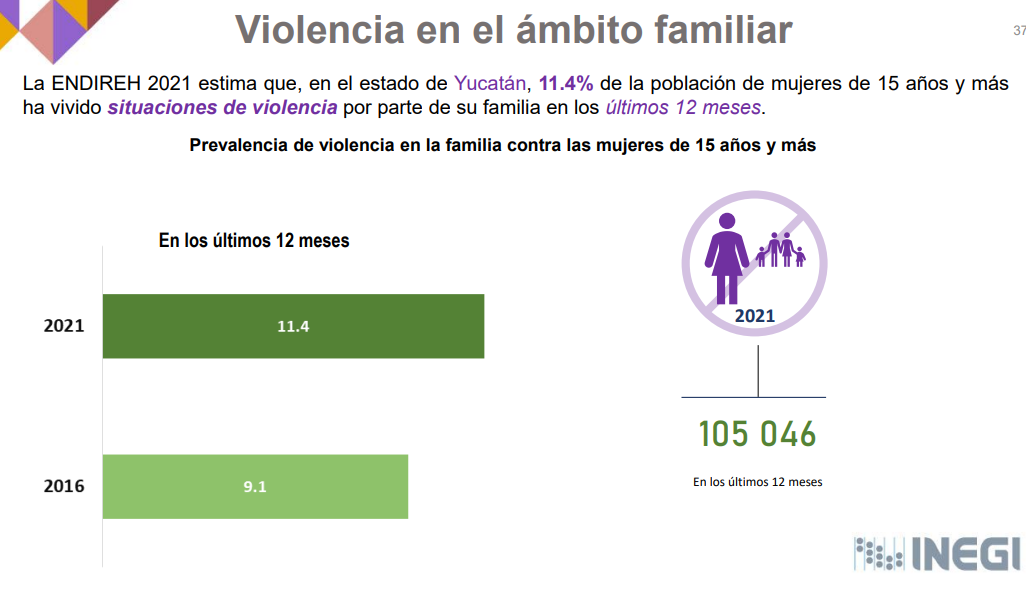 Violencia en el ámbito familiar
37
La ENDIREH 2021 estima que, en el estado de Yucatán, 11.4% de la población de mujeres de 15 años y más
ha vivido situaciones de violencia por parte de su familia en los últimos 12 meses.
Prevalencia de violencia en la familia contra las mujeres de 15 años y más
En los últimos 12 meses
2021
11.4
2016
9.1
2021
105 046
En los últimos 12 meses
INEGI